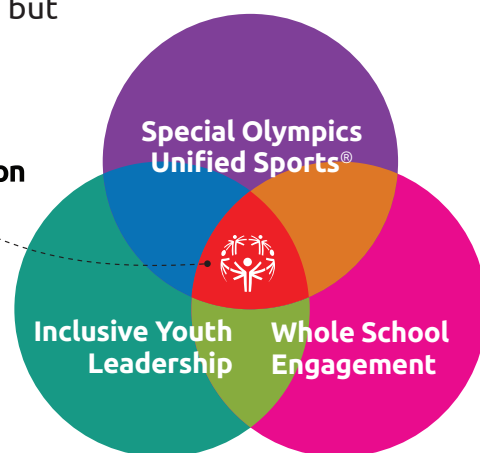 but
Special Olympics
Unified Sports®
on
Inclusive Youth
Leadership
Whole School
Engagement